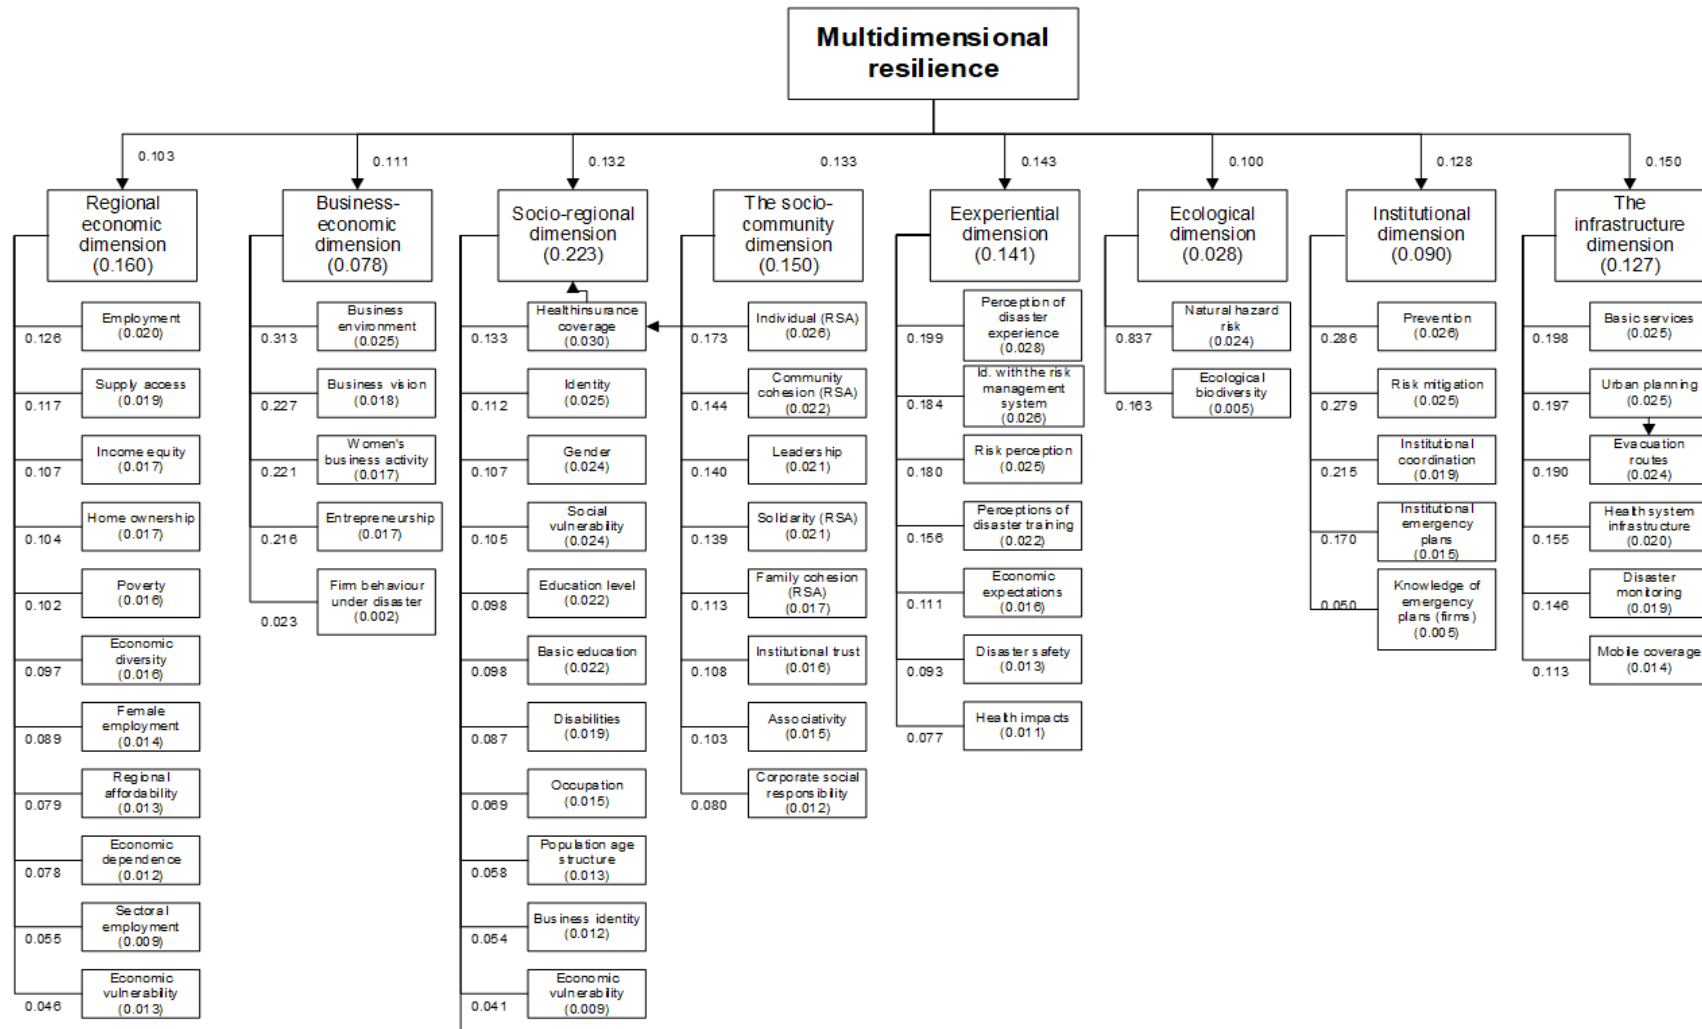 Multidimensional
resilience
0.103
0.111
0.132
0.133
0.143
0.100
0.128
0.150
Regional
economic
dimension
(0.160)
Business-
economic
dimension
(0.078)
Socio-regional
dimension
(0.223)
The socio-
community
dimension
(0.150)
Eexperiential
dimension
(0.141)
Ecological
dimension
(0.028)
Institutional
dimension
(0.090)
The
infrastructure
dimension
(0.127)
0.126
Employment
(0.020)
0.117
Supply access
(0.019)
0.107
Income equity
(0.017)
0.104
Home ownership
(0.017)
0.102
Poverty
(0.016)
0.097
Economic
diversity
(0.016)
0.089
Female
employment
(0.014)
0.079
Regional
affordability
(0.013)
0.078
Economic
dependence
(0.012)
0.055
Sectoral
employment
(0.009)
0.046
Economic
vulnerability
(0.013)
0.313
Business
environment
(0.025)
0.227
Business vision
(0.018)
0.221
Women's
business activity
(0.017)
0.216
Entrepreneurship
(0.017)
0.023
Firm behaviour
under disaster
(0.002)
0.133
Healthinsurance
coverage
(0.030)
0.112
Identity
(0.025)
0.107
Gender
(0.024)
0.105
Social
vulnerability
(0.024)
0.098
Education level
(0.022)
0.098
Basic education
(0.022)
0.087
Disabilities
(0.019)
0.069
Occupation
(0.015)
0.058
Population age
structure
(0.013)
0.054
Business identity
(0.012)
0.041
Economic
vulnerability
(0.009)
0.173
Individual (RSA)
(0.026)
0.144
Community
cohesion (RSA)
(0.022)
0.140
Leadership
(0.021)
0.139
Solidarity (RSA)
(0.021)
0.113
Family cohesion
(RSA)
(0.017)
0.108
Institutional trust
(0.016)
0.103
Associativity
(0.015)
0.080
Corporate social
responsibility
(0.012)
0.199
Perception of
disaster
experience
(0.028)
0.184
Id. with the risk
management
system
(0.026)
0.180
Risk perception
(0.025)
0.156
Perceptions of
disaster training
(0.022)
0.111
Economic
expectations
(0.016)
0.093
Disaster safety
(0.013)
0.077
Health impacts
(0.011)
0.837
Natural hazard
risk
(0.024)
0.163
Ecological
biodiversity
(0.005)
0.286
Prevention
(0.026)
0.279
Risk mitigation
(0.025)
0.215
Institutional
coordination
(0.019)
0.170
Institutional
emergency
plans
(0.015)
0.050
Knowledge of
emergency
plans (firms)
(0.005)
0.198
Basic services
(0.025)
0.197
Urban planning
(0.025)
0.190
Evacuation
routes
(0.024)
0.155
Health system
infrastructure
(0.020)
0.146
Disaster
monitoring
(0.019)
0.113
Mobile coverage
(0.014)